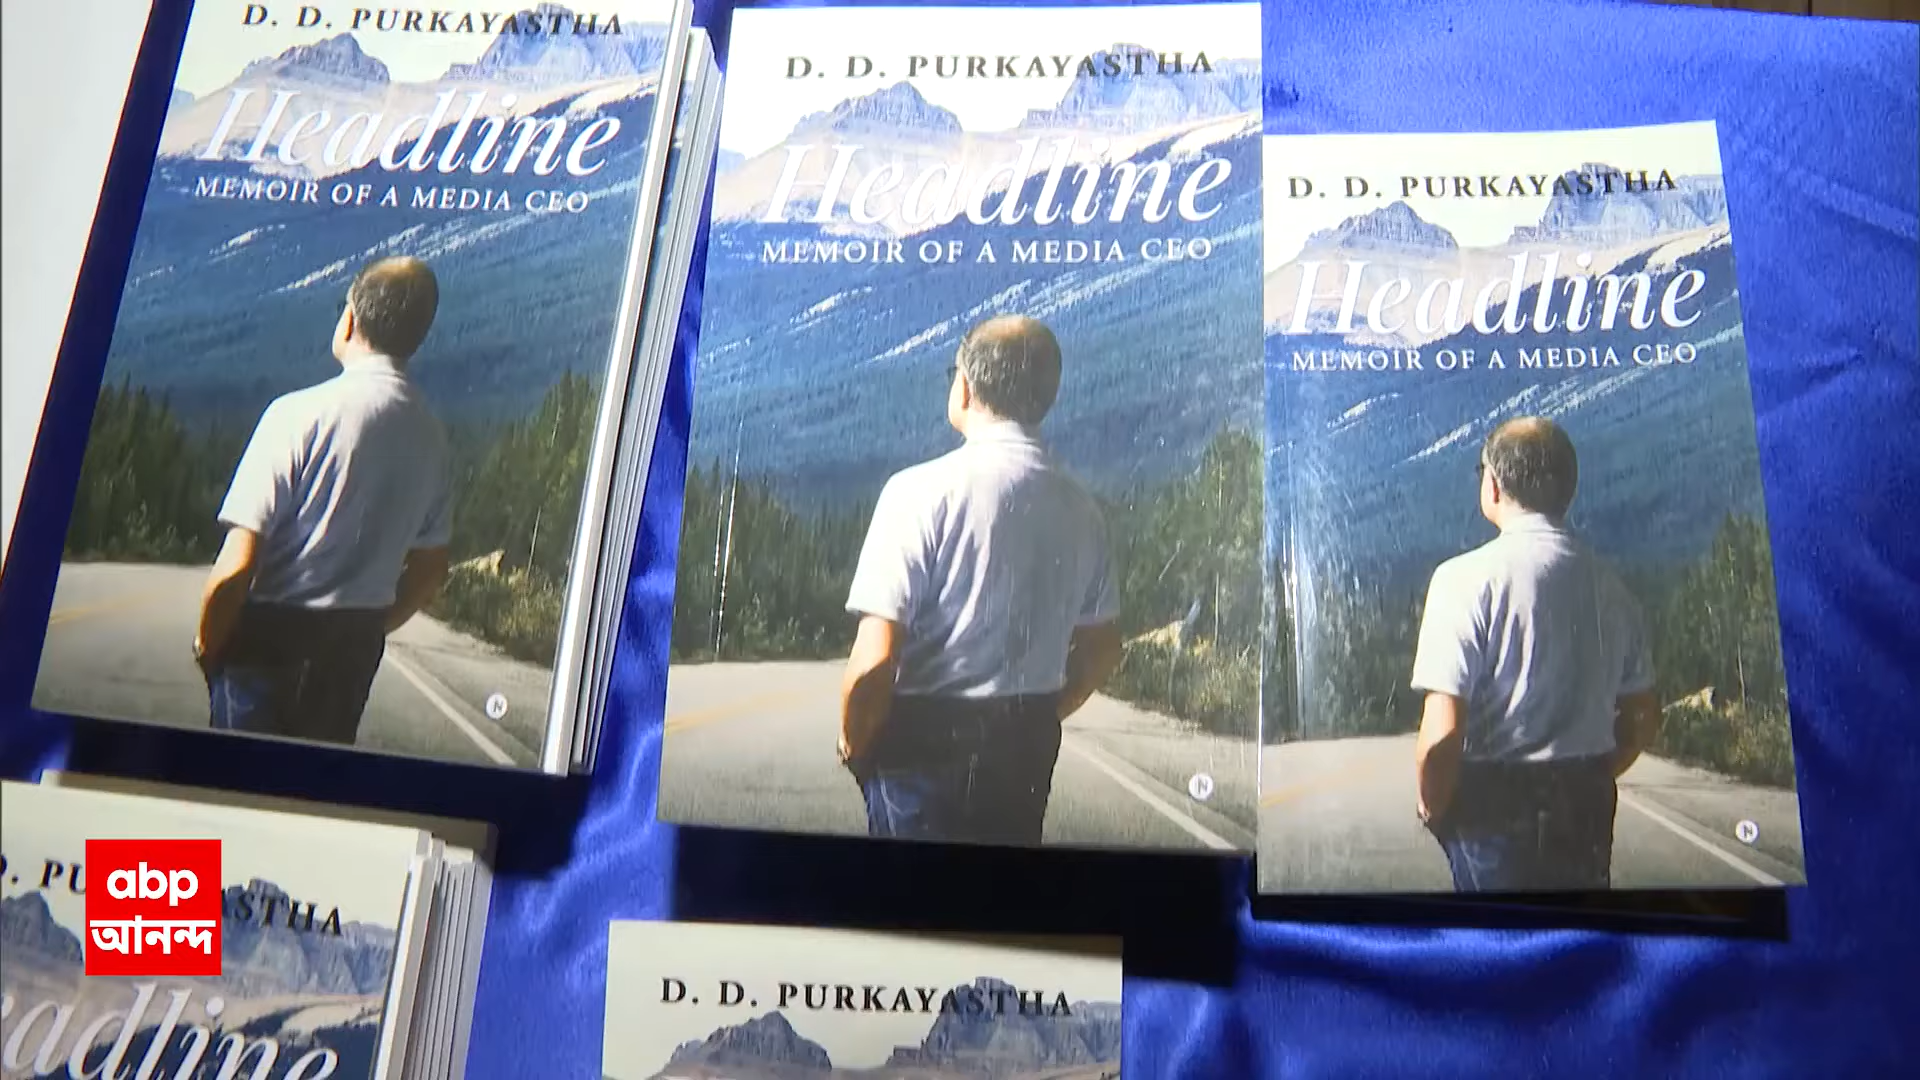 D. D. PURKAYASTHA
Headline
MEMOIR OF A MEDIA CEO
N
D. D. PURKAYASTHA
Headline
MEMOIR OF A MEDIA CEO
N
D. D. PURKAYASTHA
Headline
MEMOIR OF A MEDIA CEO
N
abp
আনন্দ
D. D. PURKAYASTHA